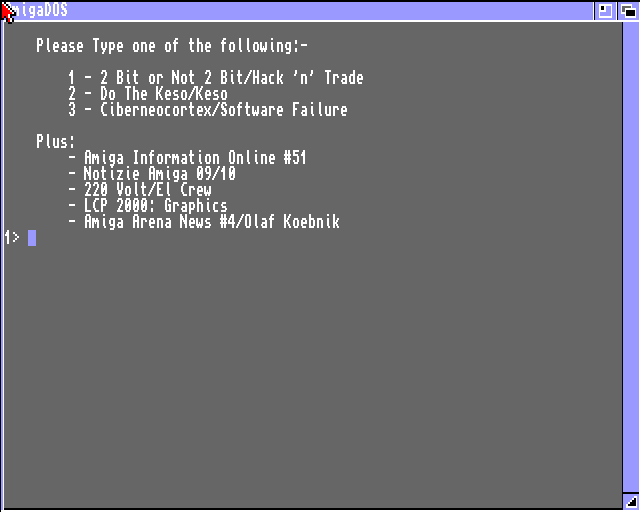 AmigaDOS
Please Type one of the following:-
1 - 2 Bit or Not 2 Bit/Hack 'n' Trade
2 - Do The Keso/Keso
3 - Ciberneocortex/Software Failure
Plus:
- Amiga Information Online #51
- Notizie Amiga 09/10
- 220 Volt/El Crew
- LCP 2000: Graphics
- Amiga Arena News #4/Olaf Koebnik
1>